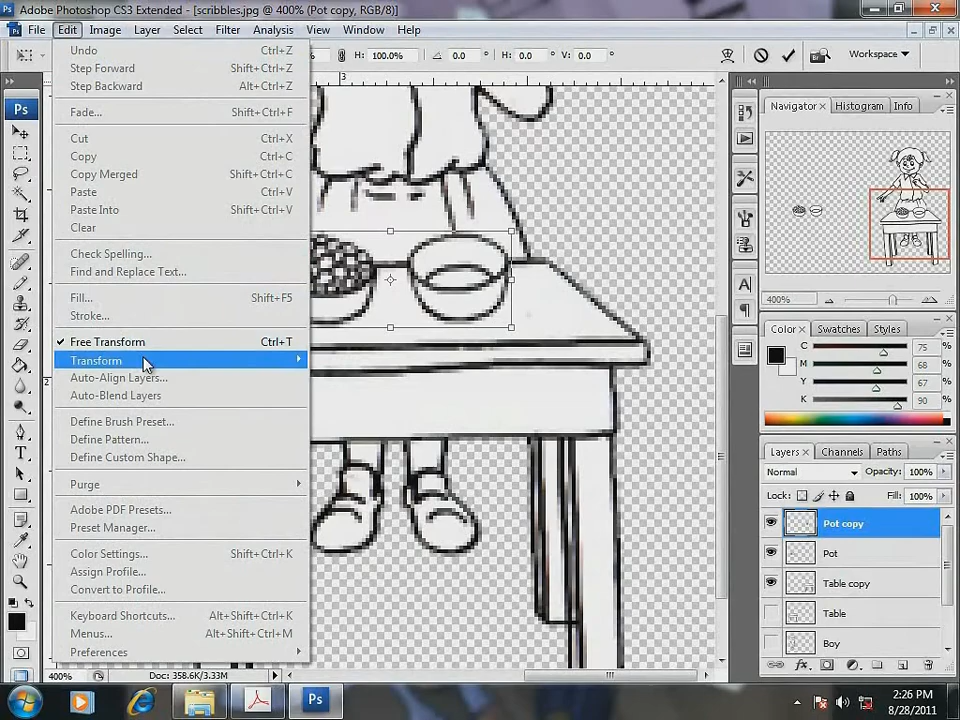 Adobe Photoshop CS3 Extended - [scribbles.jpg @ 400% (Pot copy, RGB/8)]
File Edit Image Layer Select Filter Analysis View Window Help
% H: 100.0% 0.0 ° H: 0.0 ° V: 0.0 ° Workspace
Undo Ctrl+Z
Step Forward Shift+Ctrl+Z
Step Backward Alt+Ctrl+Z
Fade... Shift+Ctrl+F
Cut Ctrl+X
Copy Ctrl+C
Copy Merged Shift+Ctrl+C
Paste Ctrl+V
Paste Into Shift+Ctrl+V
Clear
Check Spelling...
Find and Replace Text...
Fill... Shift+F5
Stroke...
Free Transform Ctrl+T
Transform
Auto-Align Layers...
Auto-Blend Layers
Define Brush Preset...
Define Pattern...
Define Custom Shape...
Purge
Adobe PDF Presets...
Preset Manager...
Color Settings... Shift+Ctrl+K
Assign Profile...
Convert to Profile...
Keyboard Shortcuts... Alt+Shift+Ctrl+K
Menus... Alt+Shift+Ctrl+M
Preferences
3
2
Ps
T
A
Navigator × Histogram Info
400%
Color × Swatches Styles
C 75 %
M 68 %
Y 67 %
K 90 %
Layers × Channels Paths
Normal Opacity: 100%
Lock: Fill: 100%
Pot copy
Pot
Table copy
Table
Boy
fx
400% Doc: 358.6K/3.33M
Ps
2:26 PM
8/28/2011